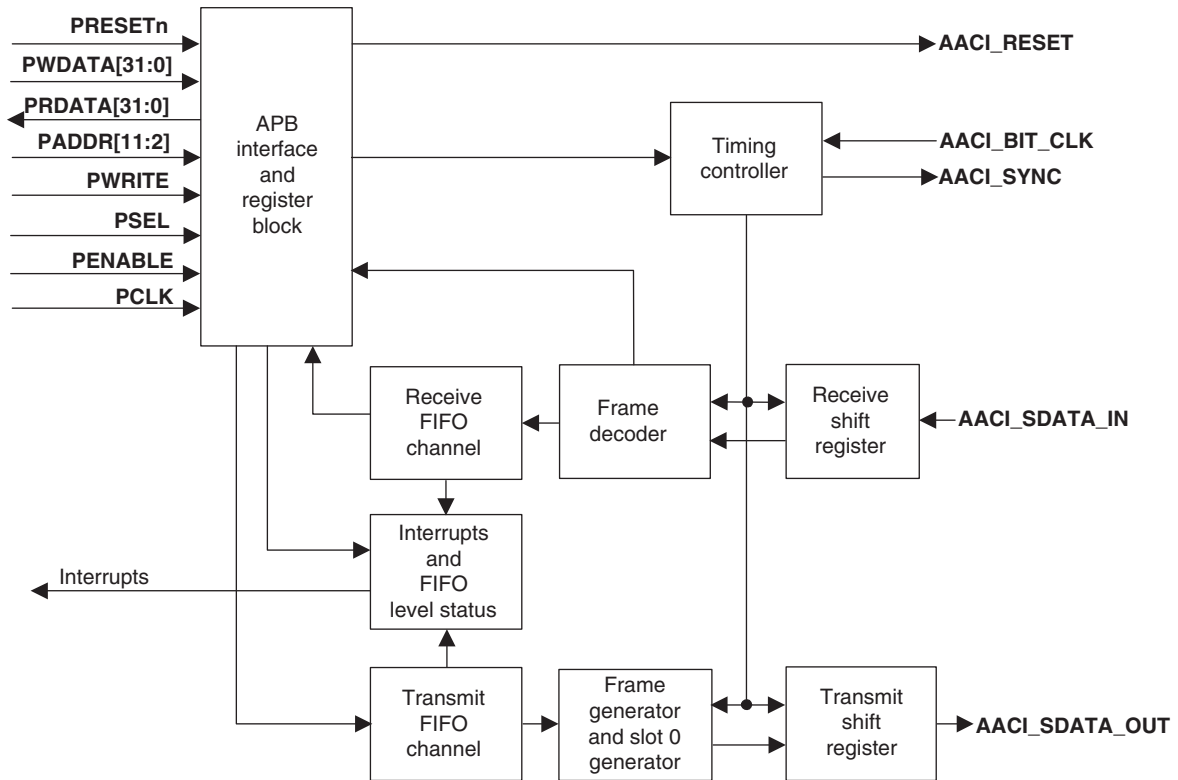 PRESETn
PWDATA[31:0]
PRDATA[31:0]
PADDR[11:2]
PWRITE
PSEL
PENABLE
PCLK
APB
interface
and
register
block
AACI_RESET
Timing
controller
AACI_BIT_CLK
AACI_SYNC
Receive
FIFO
channel
Frame
decoder
Receive
shift
register
AACI_SDATA_IN
Interrupts
and
FIFO
level status
Interrupts
Transmit
FIFO
channel
Frame
generator
and slot 0
generator
Transmit
shift
register
AACI_SDATA_OUT